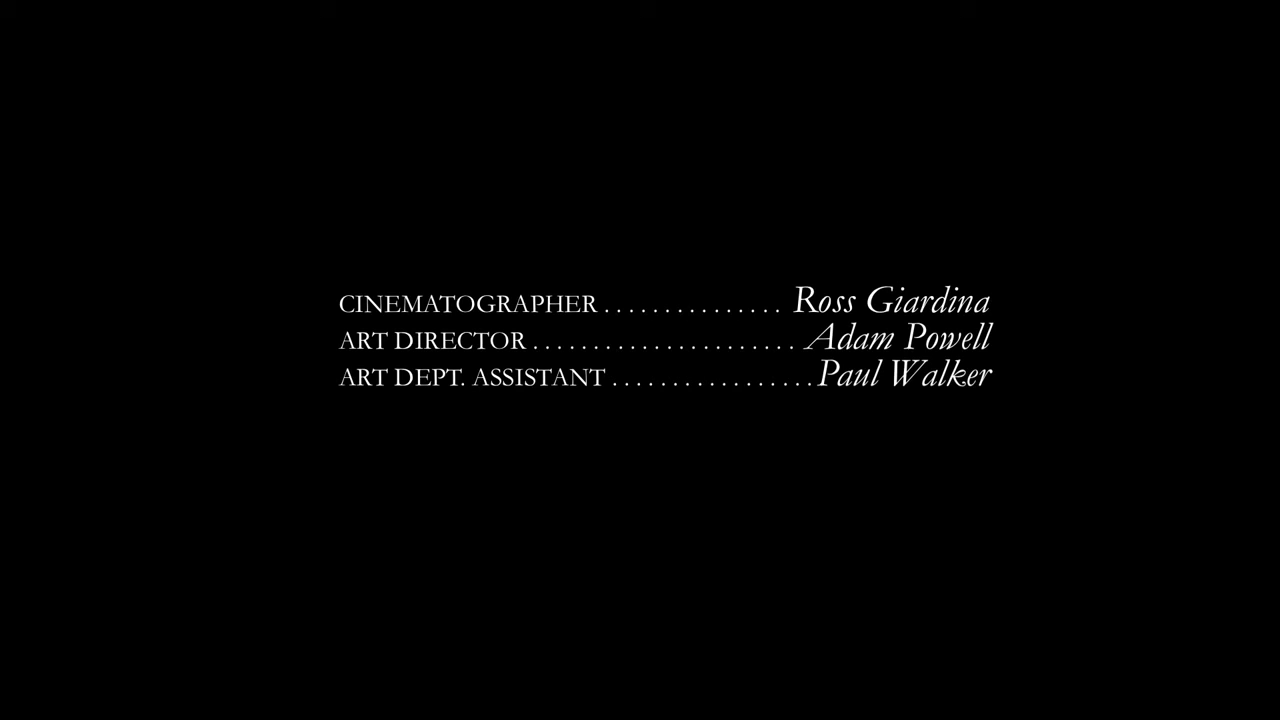 CINEMATOGRAPHER . . . . . . . . . . . . . . . Ross Giardina
ART DIRECTOR . . . . . . . . . . . . . . . . . . . . . . Adam Powell
ART DEPT. ASSISTANT . . . . . . . . . . . . . . . . . Paul Walker